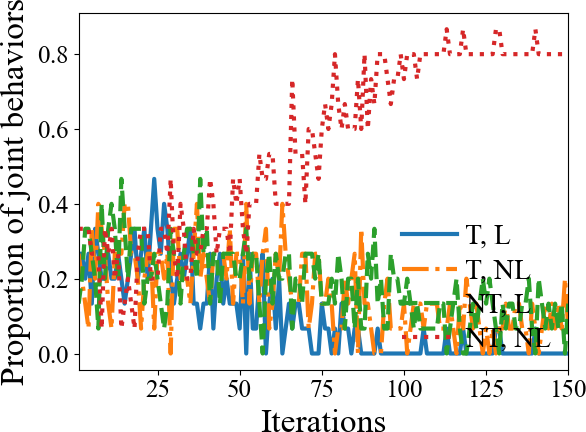 Proportion of joint behaviors
0.8
0.6
0.4
0.2
0.0
T, L
T, NL
NT, L
NT, NL
25 50 75 100 125 150
Iterations